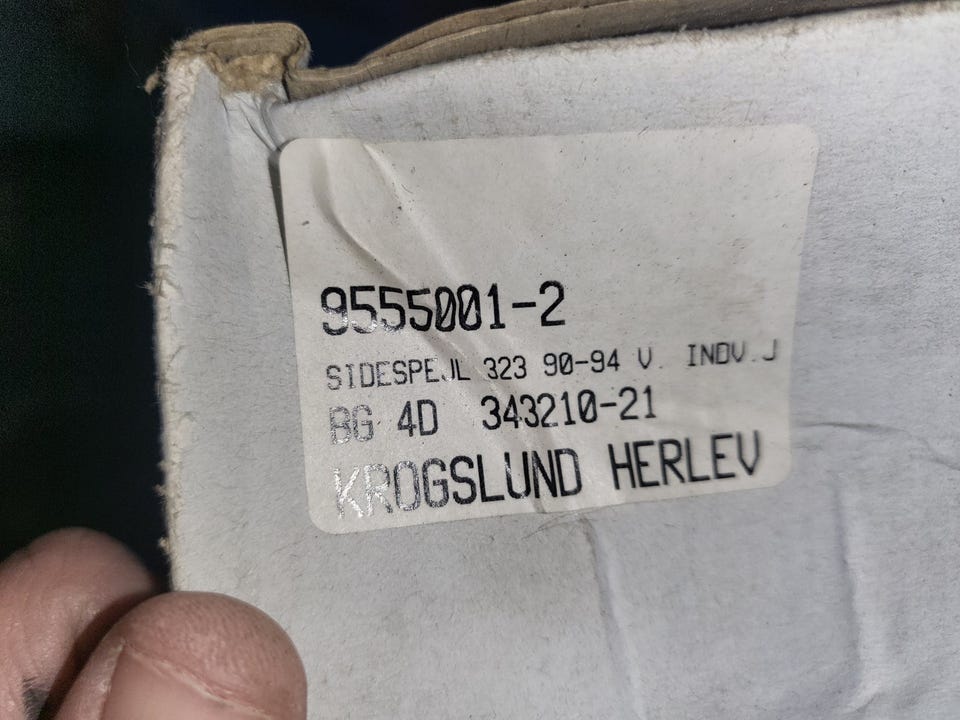 9555001-2
SIDESPEJL 323 90-94 V. INDV.J
BG 4D 343210-21
KROGSLUND HERLEV